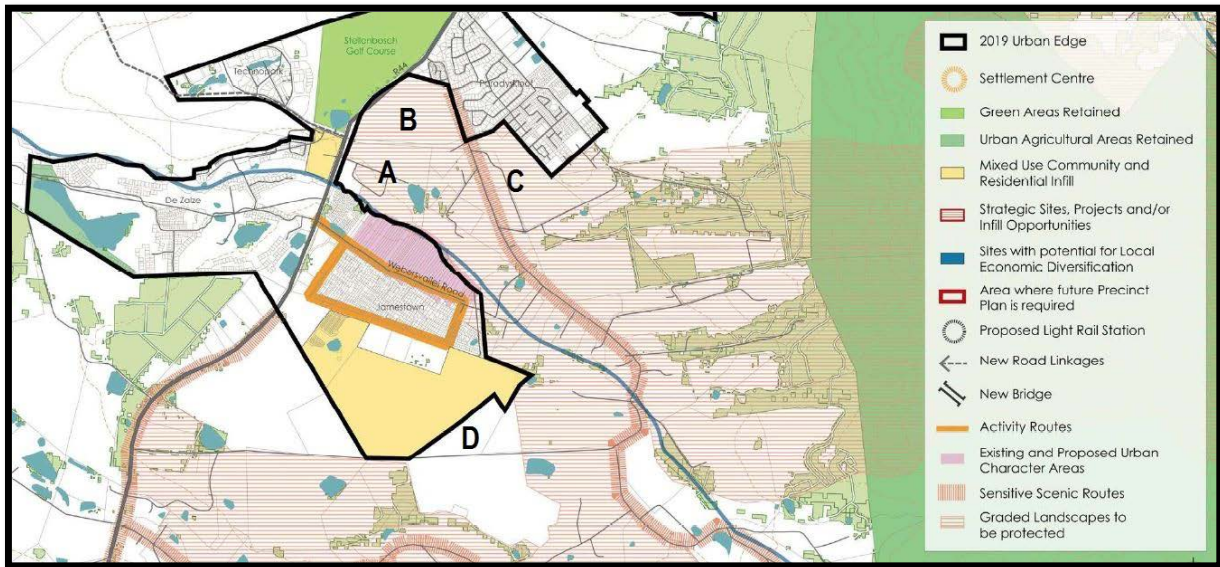 Stellenbosch
Golf Course
R44
Technopark
Paradyskloof
B
A
C
De Zalze
Webersvallei Road
Jamestown
D
2019 Urban Edge
Settlement Centre
Green Areas Retained
Urban Agricultural Areas Retained
Mixed Use Community and
Residential Infill
Strategic Sites, Projects and/or
Infill Opportunities
Sites with potential for Local
Economic Diversification
Area where future Precinct
Plan is required
Proposed Light Rail Station
New Road Linkages
New Bridge
Activity Routes
Existing and Proposed Urban
Character Areas
Sensitive Scenic Routes
Graded Landscapes to
be protected